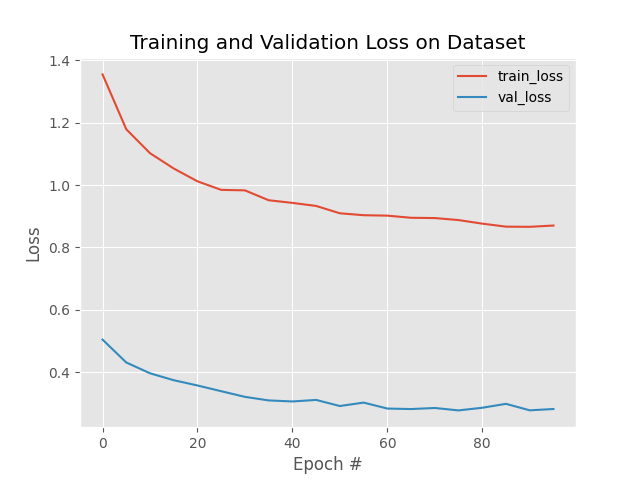 Training and Validation Loss on Dataset
train_loss
val_loss
1.4
1.2
1.0
0.8
0.6
0.4
Loss
0 20 40 60 80
Epoch #